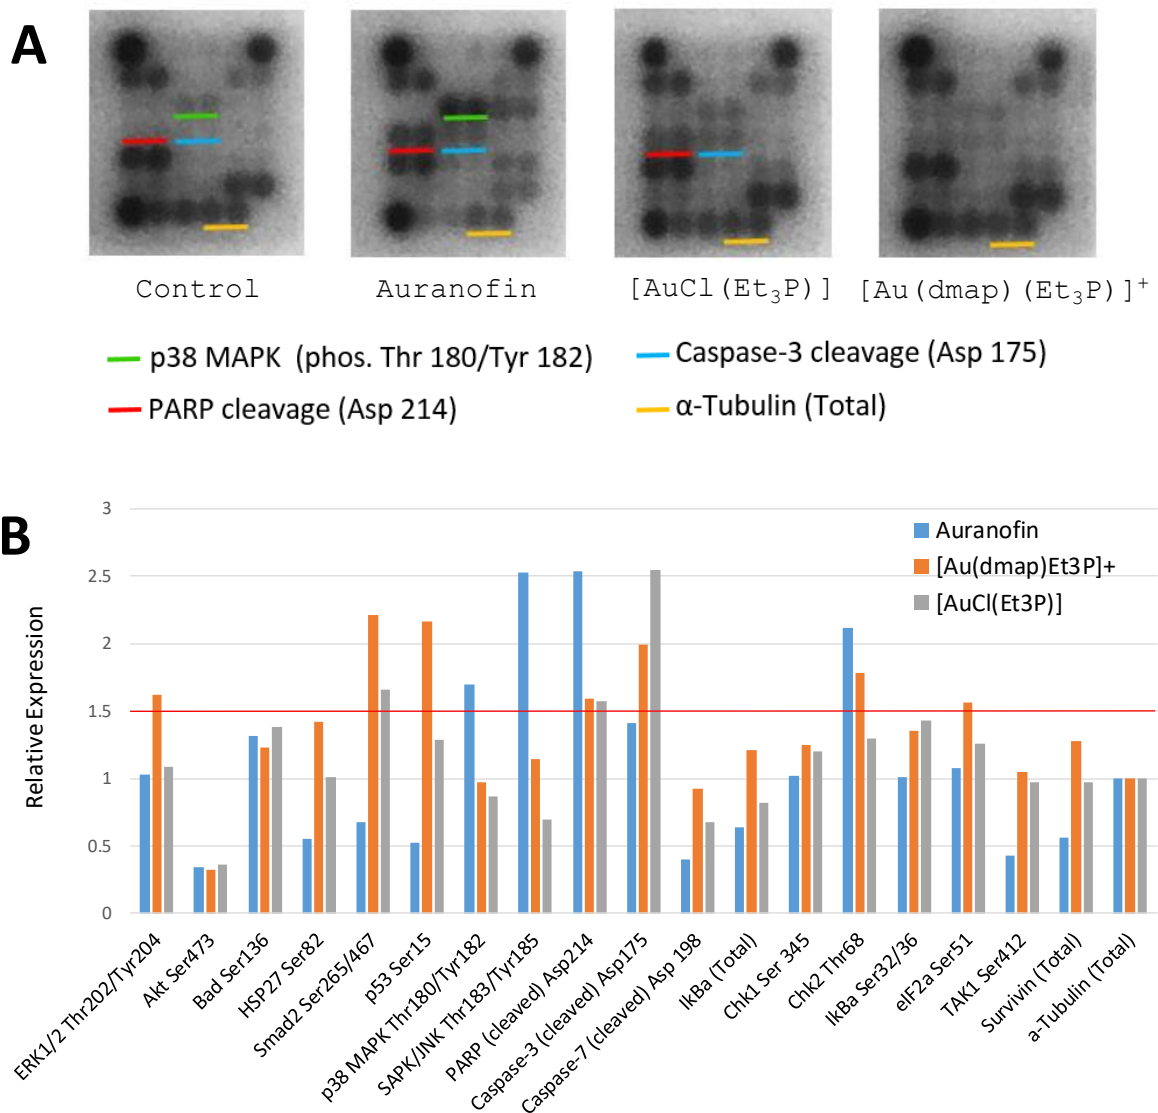 A
Control
Auranofin
[AuCl(Et3P)]
[Au(dmap)(Et3P)]+
p38 MAPK (phos. Thr 180/Tyr 182)
Caspase-3 cleavage (Asp 175)
PARP cleavage (Asp 214)
α-Tubulin (Total)
B
Relative Expression
3
2.5
2
1.5
1
0.5
0
Auranofin
[Au(dmap)Et3P]+
[AuCl(Et3P)]
ERK1/2 Thr202/Tyr204
Akt Ser473
Bad Ser136
HSP27 Ser82
Smad2 Ser265/467
p53 Ser15
p38 MAPK Thr180/Tyr182
SAPK/JNK Thr183/Tyr185
PARP (cleaved) Asp214
Caspase-3 (cleaved) Asp175
Caspase-7 (cleaved) Asp 198
IkBa (Total)
Chk1 Ser 345
Chk2 Thr68
IkBa Ser32/36
eIF2a Ser51
TAK1 Ser412
Survivin (Total)
a-Tubulin (Total)